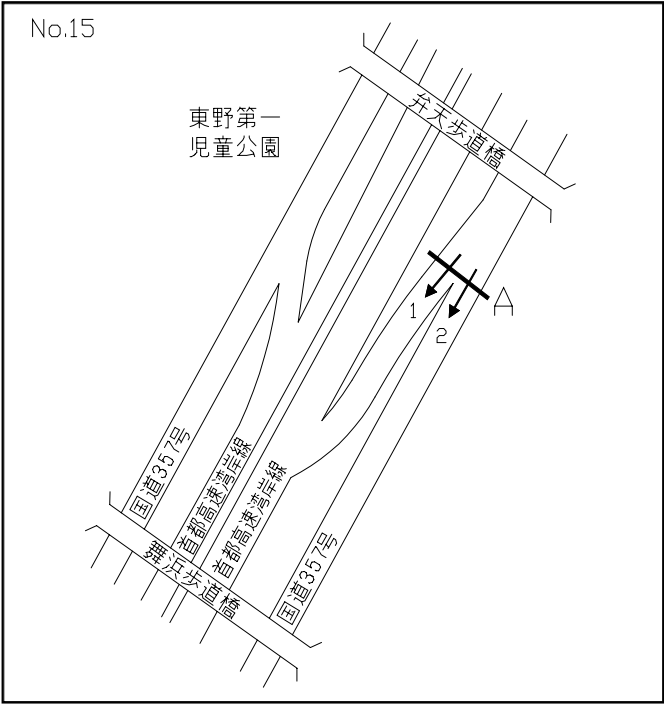 No.15
東野第一
児童公園
弁天歩道橋
A
1
2
国道357号
首都高速湾岸線
首都高速湾岸線
国道357号
舞浜歩道橋